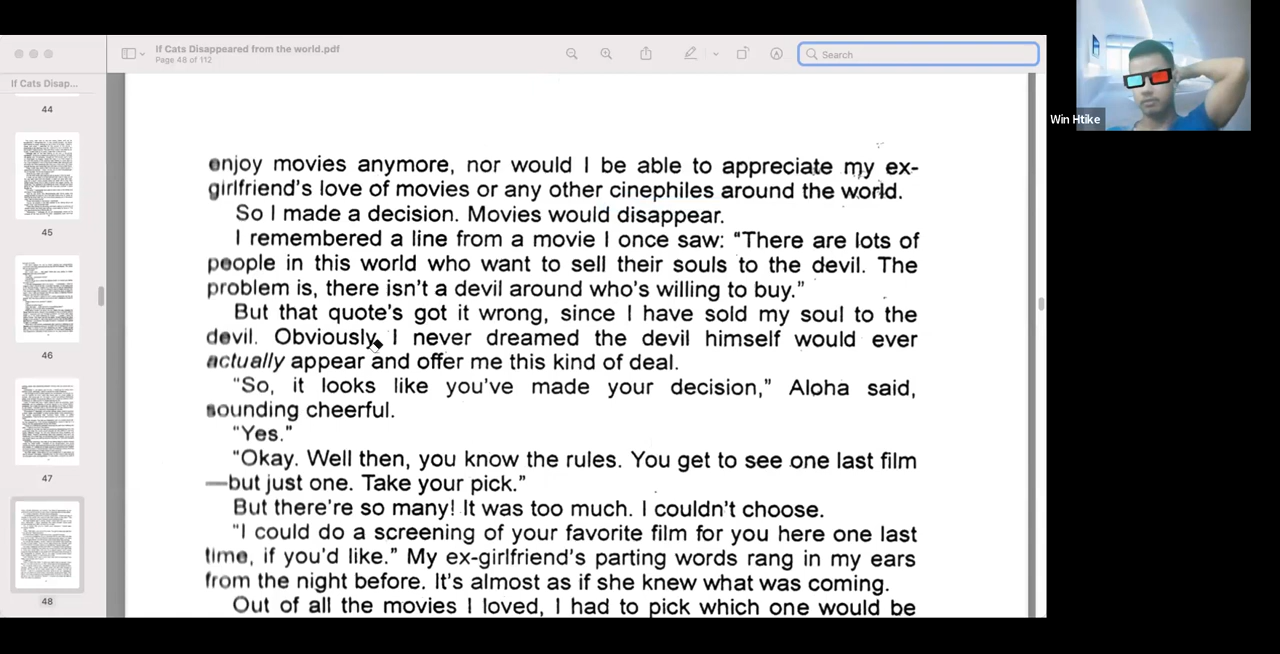 If Cats Disappeared from the world.pdf
Page 48 of 112
Search
If Cats Disap...
44
45
46
47
48
Win Htike
enjoy movies anymore, nor would I be able to appreciate my ex-
girlfriend's love of movies or any other cinephiles around the world.
So I made a decision. Movies would disappear.
I remembered a line from a movie I once saw: “There are lots of
people in this world who want to sell their souls to the devil. The
problem is, there isn't a devil around who's willing to buy.”
But that quote's got it wrong, since I have sold my soul to the
devil. Obviously, I never dreamed the devil himself would ever
actually appear and offer me this kind of deal.
“So, it looks like you've made your decision,” Aloha said,
sounding cheerful.
“Yes.”
“Okay. Well then, you know the rules. You get to see one last film
—but just one. Take your pick.”
But there're so many! It was too much. I couldn't choose.
“I could do a screening of your favorite film for you here one last
time, if you'd like.” My ex-girlfriend's parting words rang in my ears
from the night before. It's almost as if she knew what was coming.
Out of all the movies I loved, I had to pick which one would be